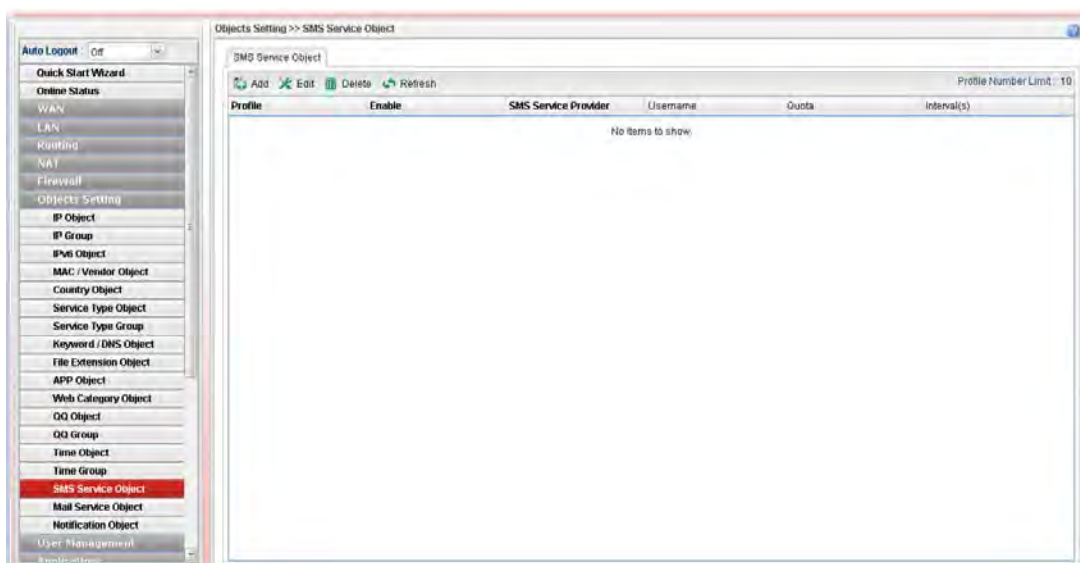 Objects Setting >> SMS Service Object
Auto Logout : Off
Quick Start Wizard
Online Status
WAN
LAN
Routing
NAT
Firewall
Objects Setting
IP Object
IP Group
IPv6 Object
MAC / Vendor Object
Country Object
Service Type Object
Service Type Group
Keyword / DNS Object
File Extension Object
APP Object
Web Category Object
QQ Object
QQ Group
Time Object
Time Group
SMS Service Object
Mail Service Object
Notification Object
User Management
Applications
SMS Service Object
Add Edit Delete Refresh Profile Number Limit : 10
Profile Enable SMS Service Provider Username Quota Interval(s)
No items to show.